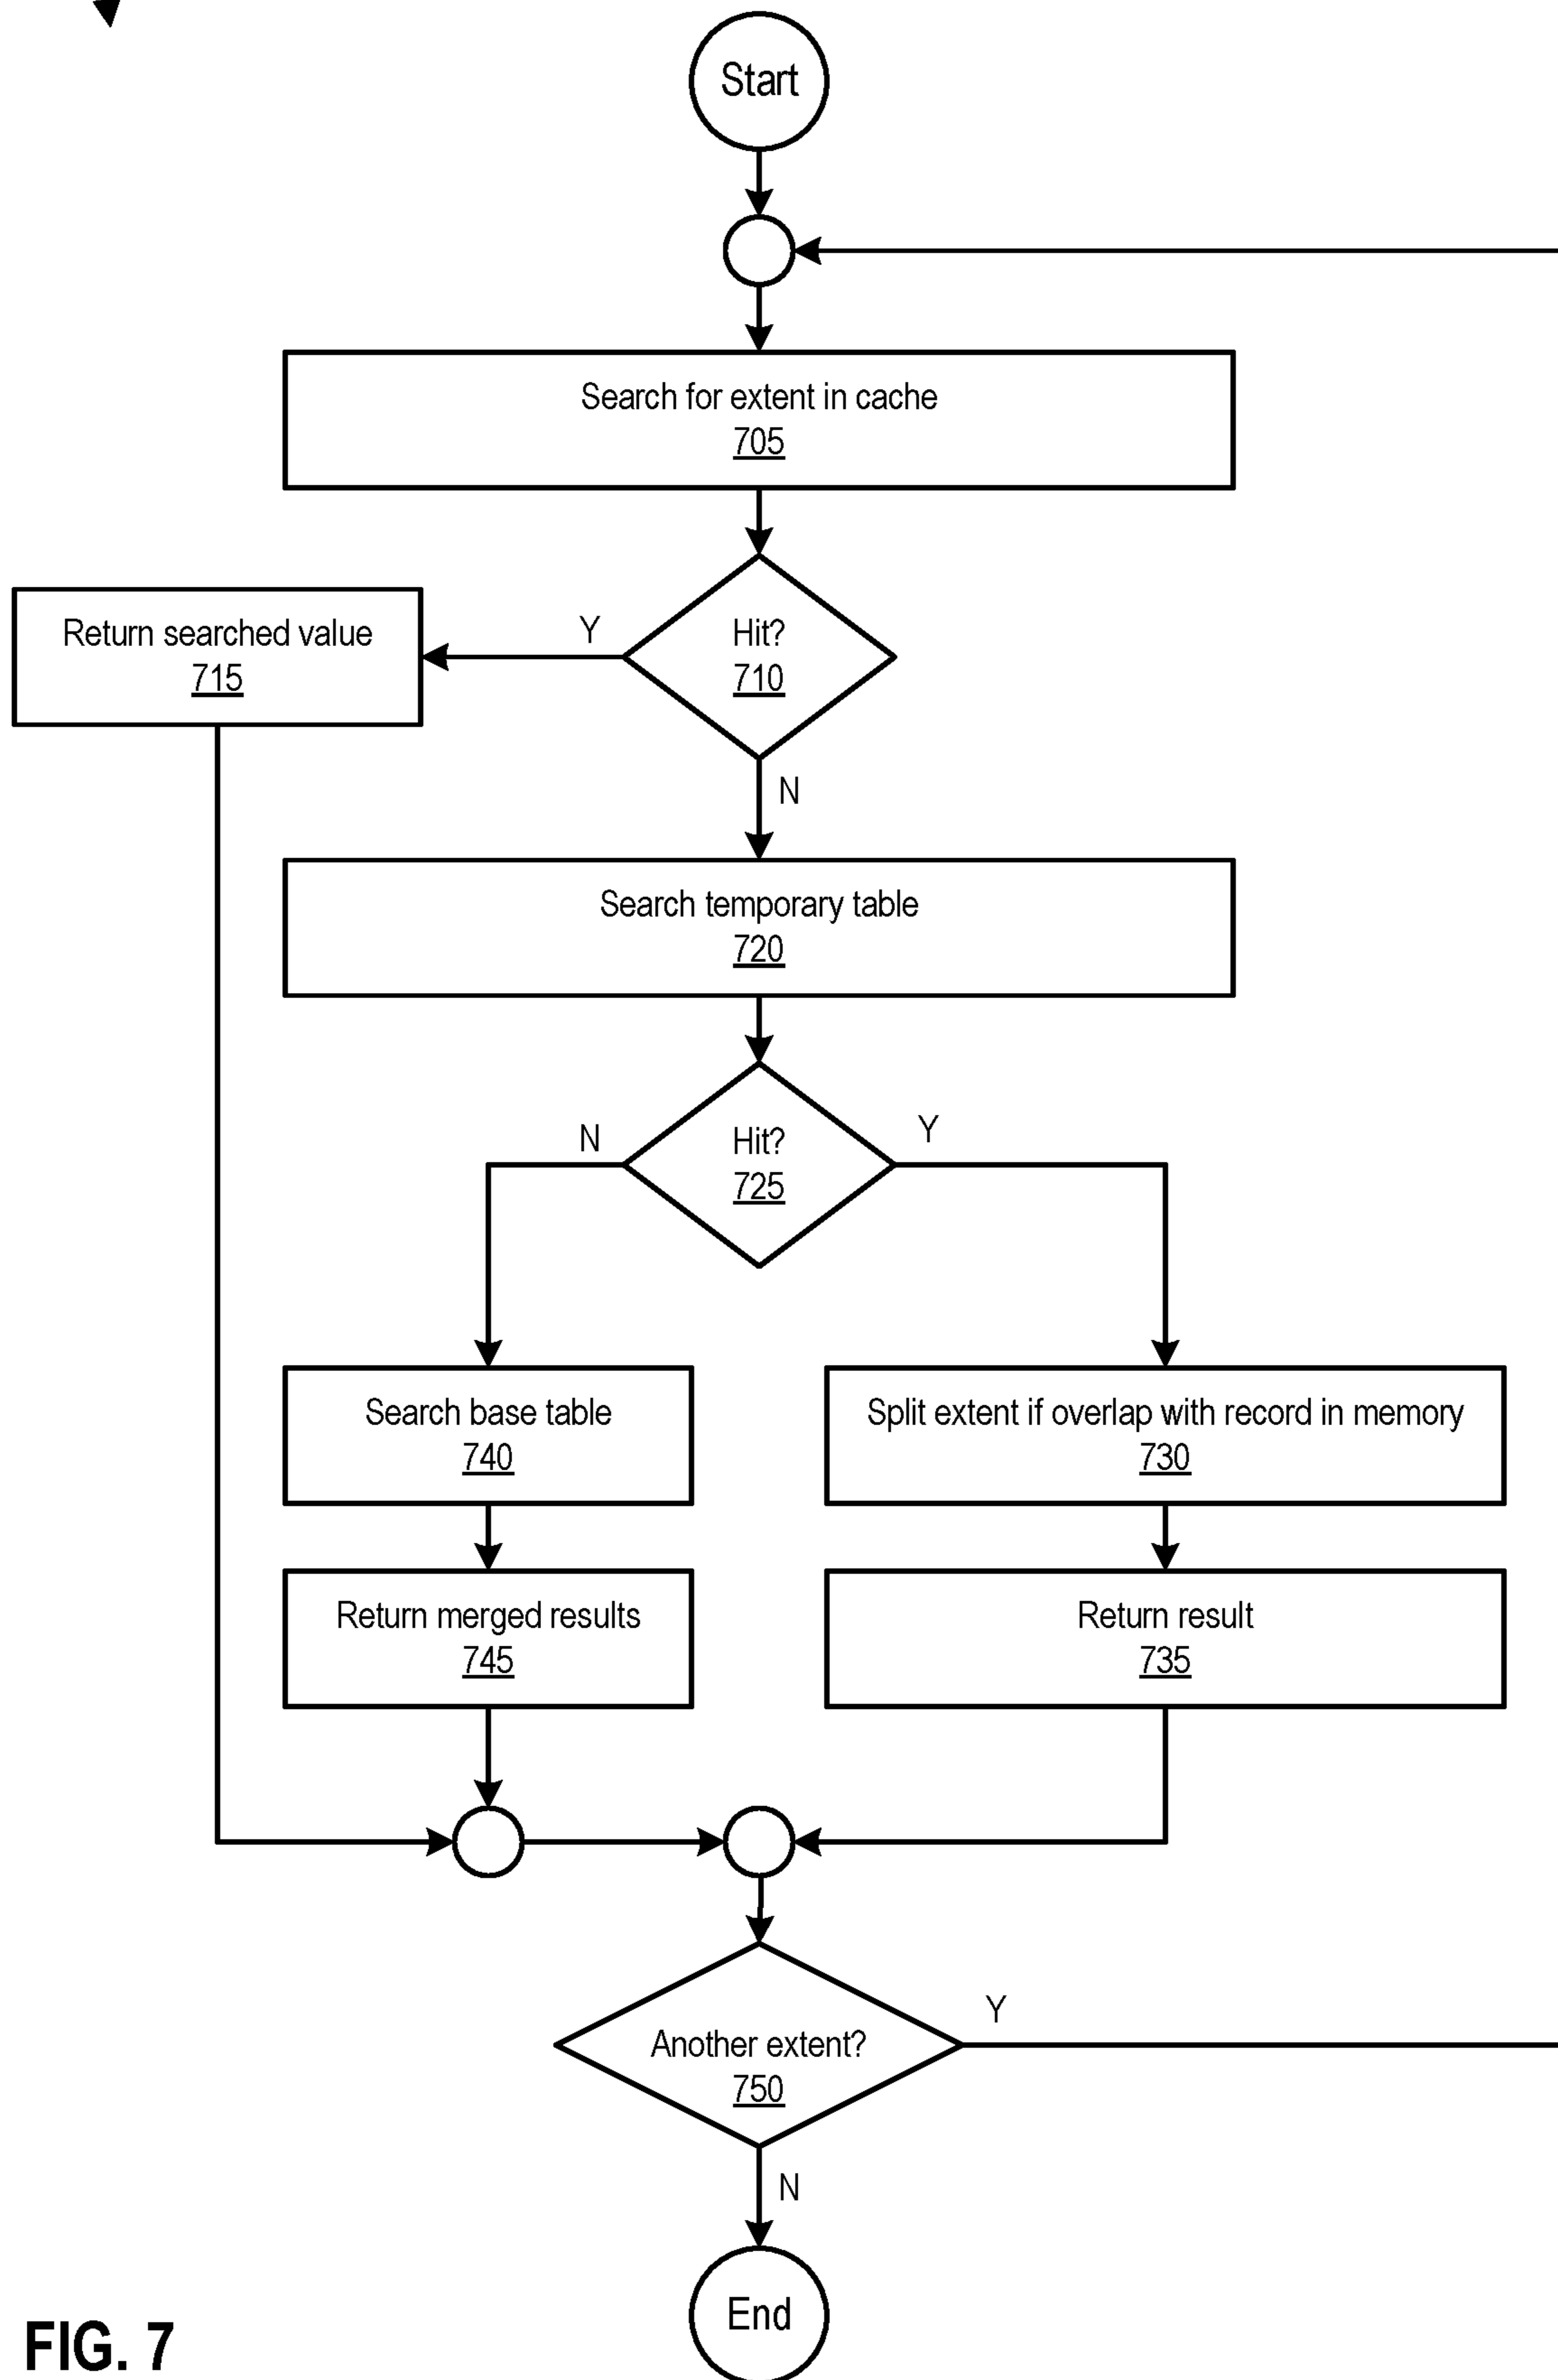 Start
Search for extent in cache
705
Hit?
710
Y
Return searched value
715
N
Search temporary table
720
Hit?
725
N
Y
Search base table
740
Split extent if overlap with record in memory
730
Return merged results
745
Return result
735
Another extent?
750
Y
N
End
FIG. 7